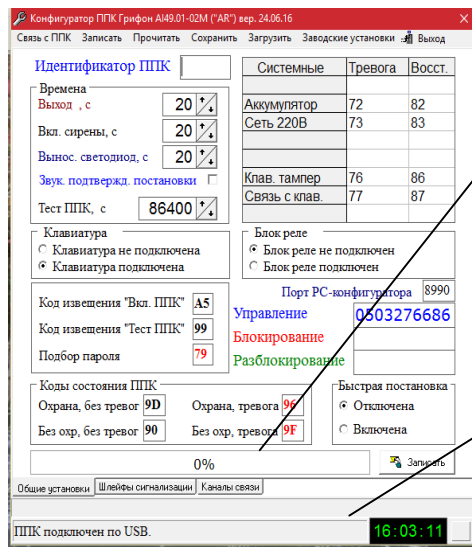 Конфигуратор ППК Грифон AI49.01-02M ("AR") вер. 24.06.16
Связь с ППК Записать Прочитать Сохранить Загрузить Заводские установки Выход
Идентификатор ППК
Времена
Выход , с 20
Вкл. сирены, с 20
Вынос. светодиод, с 20
Звук. подтвержд. постановки
Тест ППК, с 86400
Системные Тревога Восст.
Аккумулятор 72 82
Сеть 220В 73 83
Клав. тампер 76 86
Связь с клав. 77 87
Клавиатура
Клавиатура не подключена
Клавиатура подключена
Блок реле
Блок реле не подключен
Блок реле подключен
Порт PC-конфигуратора 8990
Код извещения "Вкл. ППК" A5
Код извещения "Тест ППК" 99
Подбор пароля 79
Управление 0503276686
Блокирование
Разблокирование
Коды состояния ППК
Охрана, без тревог 9D Охрана, тревога 96
Без охр, без тревог 90 Без охр, тревога 9F
Быстрая постановка
Отключена
Включена
0%
Записать
Общие установки Шлейфы сигнализации Каналы связи
ППК подключен по USB.
16:03:11